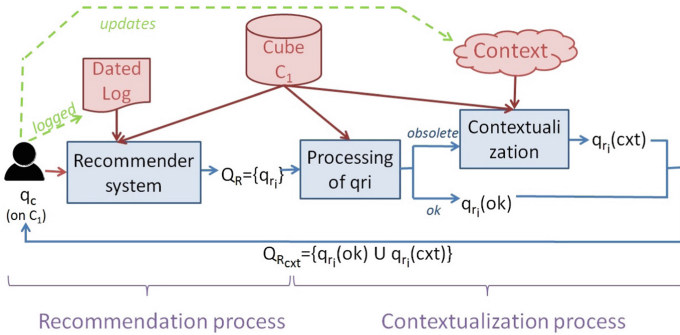 updates
Cube
C1
Context
Dated
Log
logged
Recommender
system
QR={qri}
Processing
of qri
obsolete
ok
Contextuali
zation
qri(cxt)
qri(ok)
qc
(on C1)
QRcxt={qri(ok) U qri(cxt)}
Recommendation process
Contextualization process